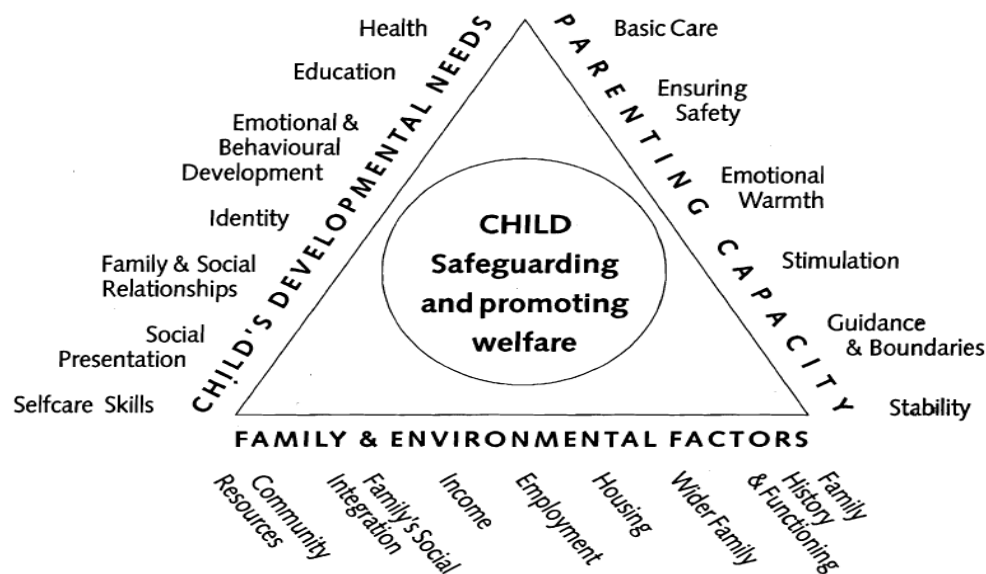 Health
Education
Emotional &
Behavioural
Development
Identity
Family & Social
Relationships
Social
Presentation
Selfcare Skills
CHILD'S DEVELOPMENTAL NEEDS
CHILD
Safeguarding
and promoting
welfare
PARENTING CAPACITY
Basic Care
Ensuring
Safety
Emotional
Warmth
Stimulation
Guidance
& Boundaries
Stability
FAMILY & ENVIRONMENTAL FACTORS
Community
Resources
Family's Social
Integration
Income
Employment
Housing
Wider Family
Family
History
& Functioning